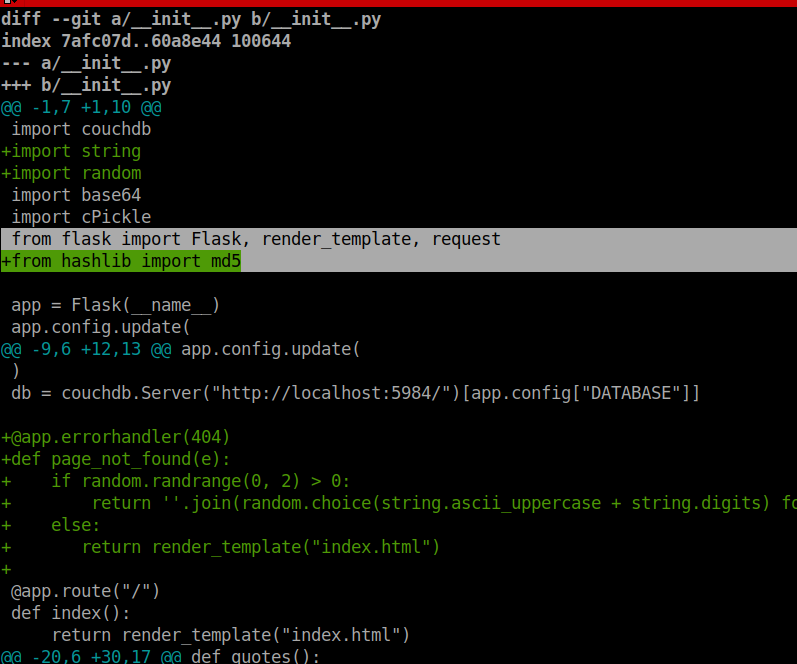 diff --git a/__init__.py b/__init__.py
index 7afc07d..60a8e44 100644
--- a/__init__.py
+++ b/__init__.py
@@ -1,7 +1,10 @@
 import couchdb
+import string
+import random
 import base64
 import cPickle
 from flask import Flask, render_template, request
+from hashlib import md5

 app = Flask(__name__)
 app.config.update(
@@ -9,6 +12,13 @@ app.config.update(
 )
 db = couchdb.Server("http://localhost:5984/")[app.config["DATABASE"]]

+@app.errorhandler(404)
+def page_not_found(e):
+    if random.randrange(0, 2) > 0:
+        return ''.join(random.choice(string.ascii_uppercase + string.digits) fo
+    else:
+       return render_template("index.html")
+
 @app.route("/")
 def index():
     return render_template("index.html")
@@ -20,6 +30,17 @@ def quotes():